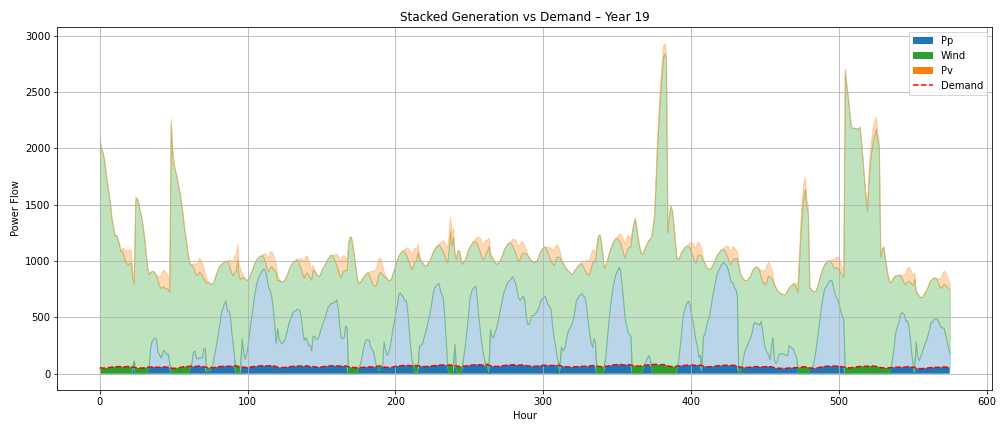 Stacked Generation vs Demand – Year 19
Power Flow
3000
2500
2000
1500
1000
500
0
Pp
Wind
Pv
Demand
0
100
200
300
400
500
600
Hour